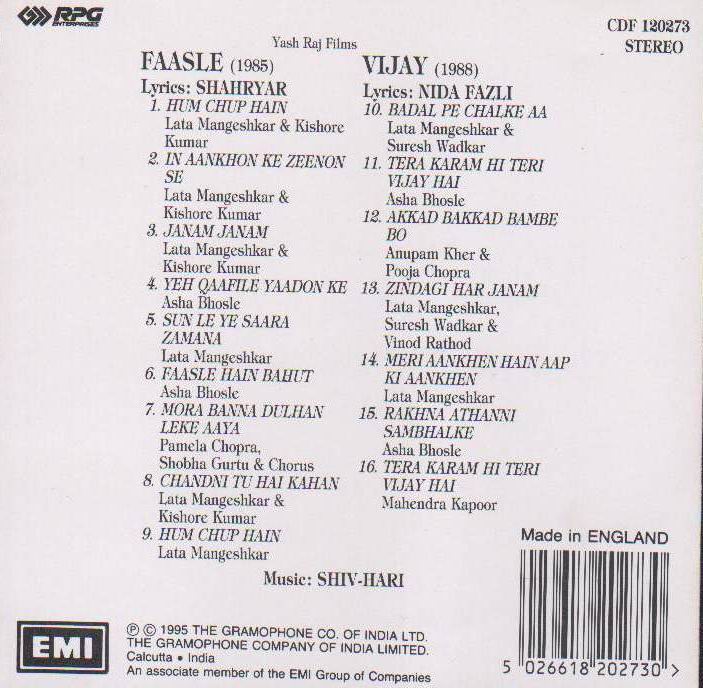 RPG
ENTERPRISES
CDF 120273
STEREO
Yash Raj Films
FAASLE (1985)
Lyrics: SHAHRYAR
1. HUM CHUP HAIN
Lata Mangeshkar & Kishore
Kumar
2. IN AANKHON KE ZEENON
SE
Lata Mangeshkar &
Kishore Kumar
3. JANAM JANAM
Lata Mangeshkar &
Kishore Kumar
4. YEH QAAFILE YAADON KE
Asha Bhosle
5. SUN LE YE SAARA
ZAMANA
Lata Mangeshkar
6. FAASLE HAIN BAHUT
Asha Bhosle
7. MORA BANNA DULHAN
LEKE AAYA
Pamela Chopra,
Shobha Gurtu & Chorus
8. CHANDNI TU HAI KAHAN
Lata Mangeshkar &
Kishore Kumar
9. HUM CHUP HAIN
Lata Mangeshkar
VIJAY (1988)
Lyrics: NIDA FAZLI
10. BADAL PE CHALKE AA
Lata Mangeshkar &
Suresh Wadkar
11. TERA KARAM HI TERI
VIJAY HAI
Asha Bhosle
12. AKKAD BAKKAD BAMBE
BO
Anupam Kher &
Pooja Chopra
13. ZINDAGI HAR JANAM
Lata Mangeshkar,
Suresh Wadkar &
Vinod Rathod
14. MERI AANKHEN HAIN AAP
KI AANKHEN
Lata Mangeshkar
15. RAKHNA ATHANNI
SAMBHALKE
Asha Bhosle
16. TERA KARAM HI TERI
VIJAY HAI
Mahendra Kapoor
Music: SHIV-HARI
Made in ENGLAND
5 026618 202730 >
EMI
℗ © 1995 THE GRAMOPHONE CO. OF INDIA LTD.
THE GRAMOPHONE COMPANY OF INDIA LIMITED.
Calcutta • India
An associate member of the EMI Group of Companies